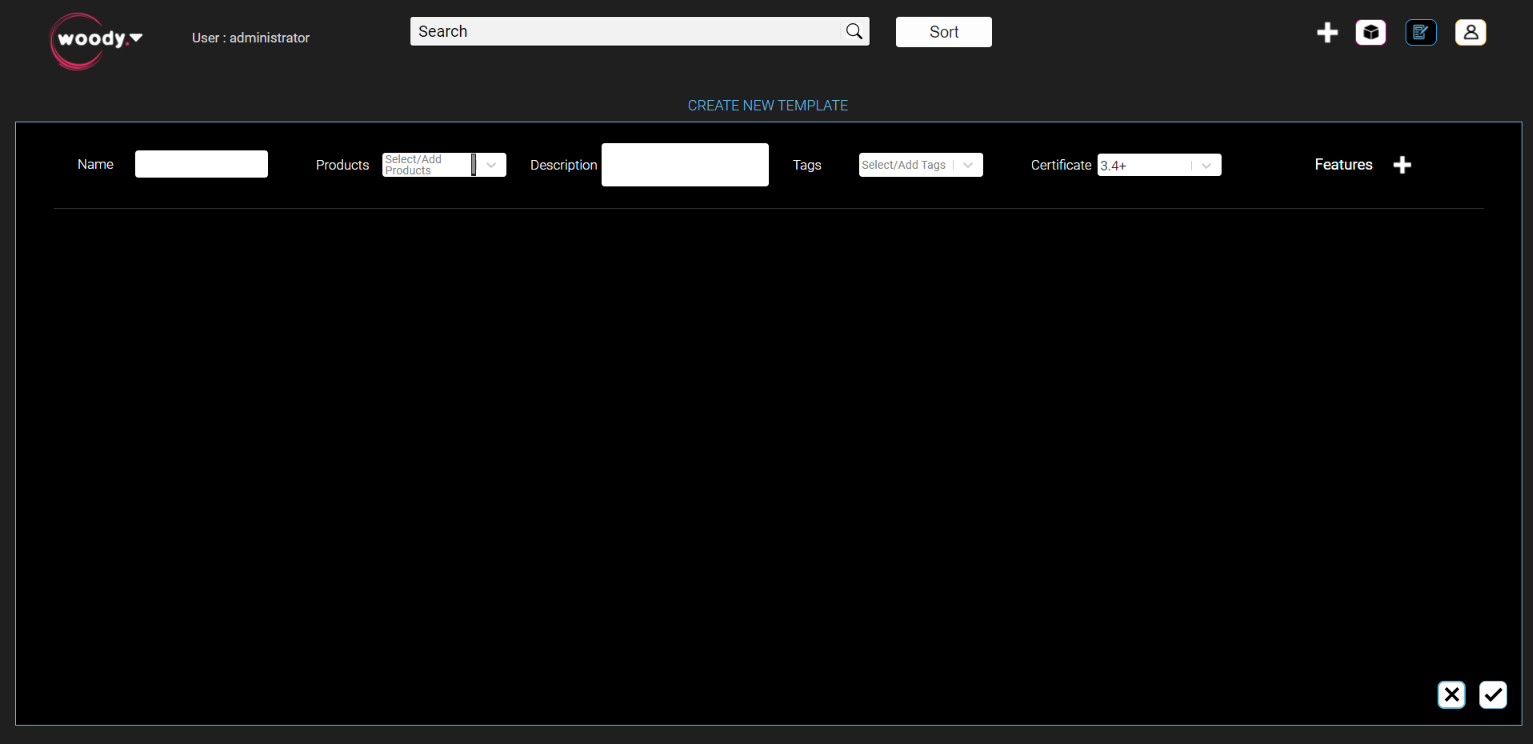 woody.
User : administrator
Search
Sort
CREATE NEW TEMPLATE
Name
Products
Select/Add
Products
Description
Tags
Select/Add Tags
Certificate
3.4+
Features